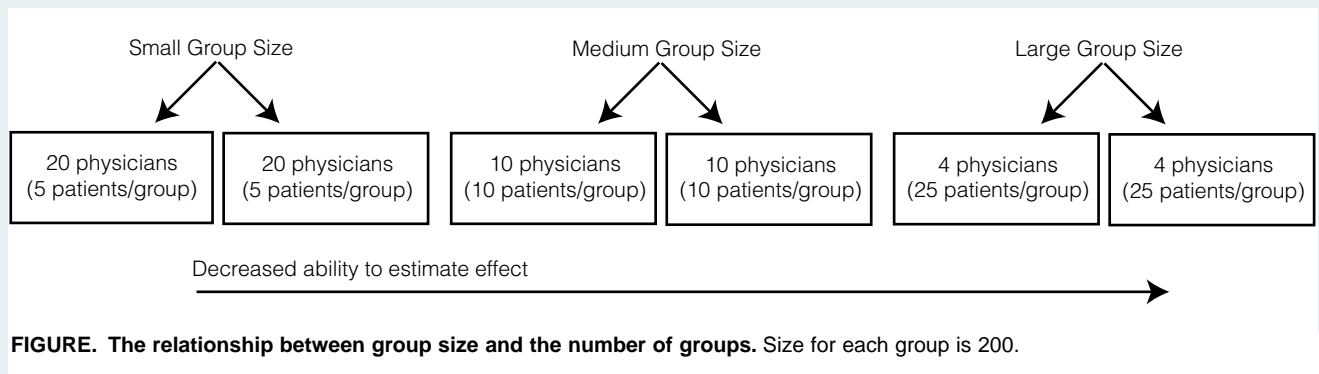 Small Group Size
Medium Group Size
Large Group Size
20 physicians
(5 patients/group)
20 physicians
(5 patients/group)
10 physicians
(10 patients/group)
10 physicians
(10 patients/group)
4 physicians
(25 patients/group)
4 physicians
(25 patients/group)
Decreased ability to estimate effect
FIGURE. The relationship between group size and the number of groups. Size for each group is 200.